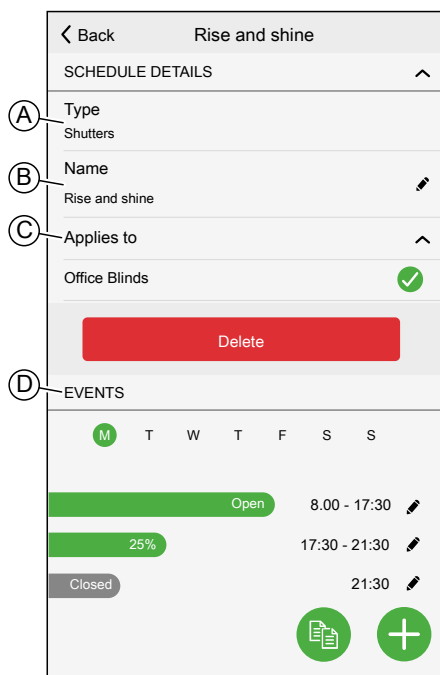 Back Rise and shine
SCHEDULE DETAILS
A
Type
Shutters
B
Name
Rise and shine
C
Applies to
Office Blinds
Delete
D
EVENTS
M T W T F S S
Open 8.00 - 17:30
25% 17:30 - 21:30
Closed 21:30